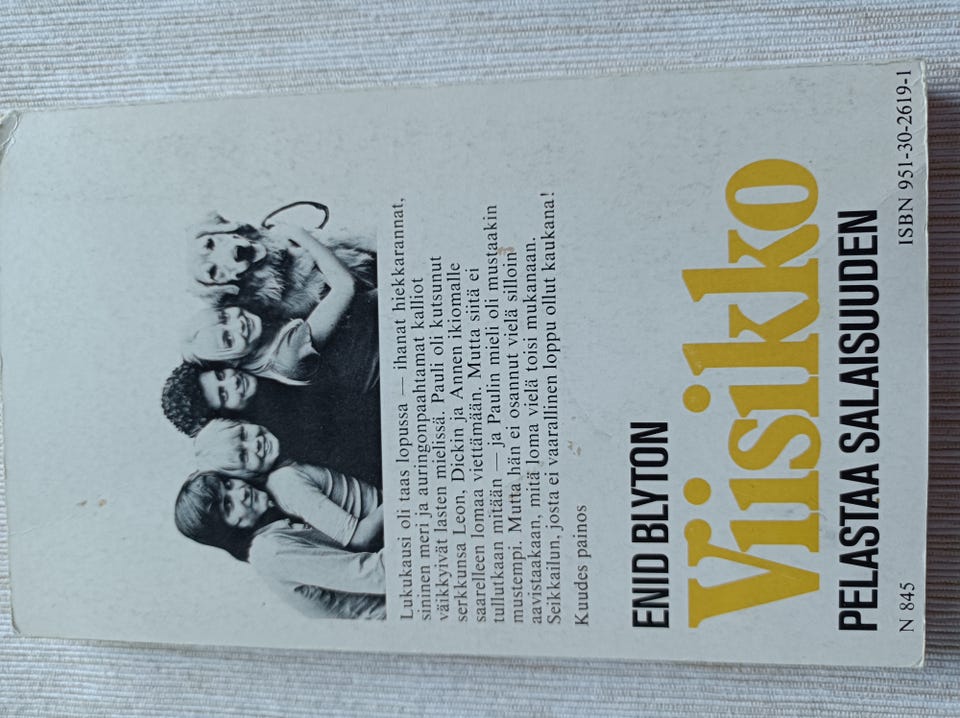 Lukukausi oli taas lopussa — ihanat hiekkarannat,
sininen meri ja auringonpaahtamat kalliot
väikkyivät lasten mielissä. Pauli oli kutsunut
serkkunsa Leon, Dickin ja Annen ikiomalle
saarelleen lomaa viettämään. Mutta siitä ei
tullutkaan mitään — ja Paulin mieli oli mustaakin
mustempi. Mutta hän ei osannut vielä silloin
aavistaakaan, mitä loma vielä toisi mukanaan.
Seikkailun, josta ei vaarallinen loppu ollut kaukana!
Kuudes painos
ENID BLYTON
Viisikko
PELASTAA SALAISUUDEN
N 845
ISBN 951-30-2619-1